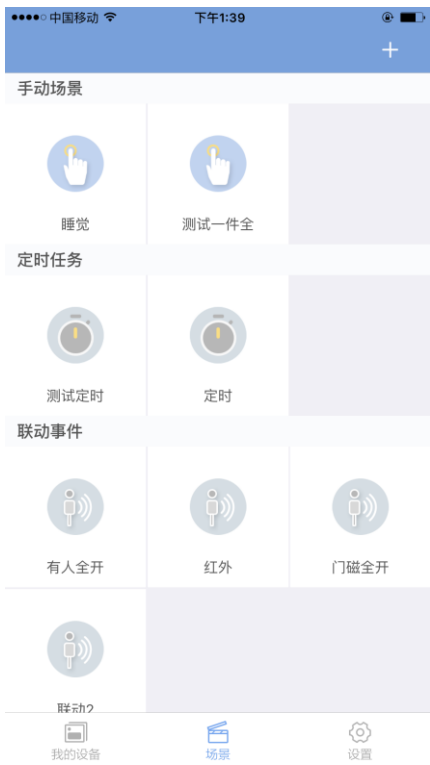 中国移动 下午1:39
+
手动场景
睡觉 测试一件全
定时任务
测试定时 定时
联动事件
有人全开 红外 门磁全开
联动2
我的设备 场景 设置